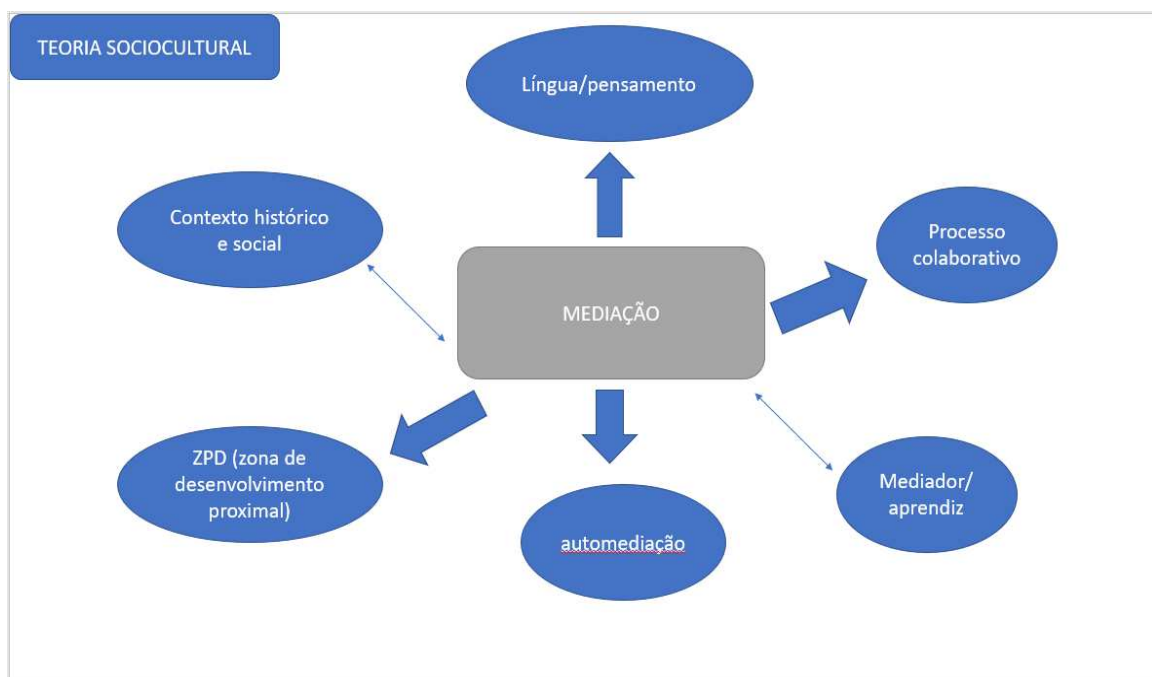 TEORIA SOCIOCULTURAL
Língua/pensamento
Contexto histórico
e social
Processo
colaborativo
MEDIAÇÃO
ZPD (zona de
desenvolvimento
proximal)
automediação
Mediador/
aprendiz